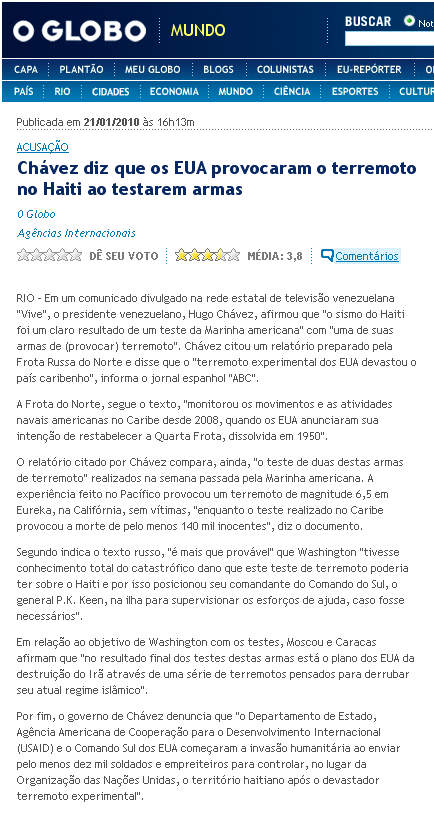 O GLOBO MUNDO BUSCAR Not
CAPA PLANTÃO MEU GLOBO BLOGS COLUNISTAS EU-REPÓRTER
PAÍS RIO CIDADES ECONOMIA MUNDO CIÊNCIA ESPORTES CULTUR
Publicada em 21/01/2010 às 16h13m
ACUSAÇÃO
Chávez diz que os EUA provocaram o terremoto
no Haiti ao testarem armas
O Globo
Agências Internacionais
DÊ SEU VOTO MÉDIA: 3,8 Comentários
RIO - Em um comunicado divulgado na rede estatal de televisão venezuelana
"Vive", o presidente venezuelano, Hugo Chávez, afirmou que "o sismo do Haiti
foi um claro resultado de um teste da Marinha americana" com "uma de suas
armas de (provocar) terremoto". Chávez citou um relatório preparado pela
Frota Russa do Norte e disse que o "terremoto experimental dos EUA devastou o
país caribenho", informa o jornal espanhol "ABC".
A Frota do Norte, segue o texto, "monitorou os movimentos e as atividades
navais americanas no Caribe desde 2008, quando os EUA anunciaram sua
intenção de restabelecer a Quarta Frota, dissolvida em 1950".
O relatório citado por Chávez compara, ainda, "o teste de duas destas armas
de terremoto" realizados na semana passada pela Marinha americana. A
experiência feito no Pacífico provocou um terremoto de magnitude 6,5 em
Eureka, na Califórnia, sem vítimas, "enquanto o teste realizado no Caribe
provocou a morte de pelo menos 140 mil inocentes", diz o documento.
Segundo indica o texto russo, "é mais que provável" que Washington "tivesse
conhecimento total do catastrófico dano que este teste de terremoto poderia
ter sobre o Haiti e por isso posicionou seu comandante do Comando do Sul, o
general P.K. Keen, na ilha para supervisionar os esforços de ajuda, caso fosse
necessários".
Em relação ao objetivo de Washington com os testes, Moscou e Caracas
afirmam que "no resultado final dos testes destas armas está o plano dos EUA da
destruição do Irã através de uma série de terremotos pensados para derrubar
seu atual regime islâmico".
Por fim, o governo de Chávez denuncia que "o Departamento de Estado,
Agência Americana de Cooperação para o Desenvolvimento Internacional
(USAID) e o Comando Sul dos EUA começaram a invasão humanitária ao enviar
pelo menos dez mil soldados e empreiteiros para controlar, no lugar da
Organização das Nações Unidas, o território haitiano após o devastador
terremoto experimental".